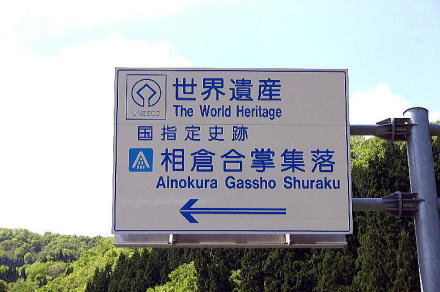 世界遺産
The World Heritage
UNESCO
国指定史跡
相倉合掌集落
Ainokura Gassho Shuraku